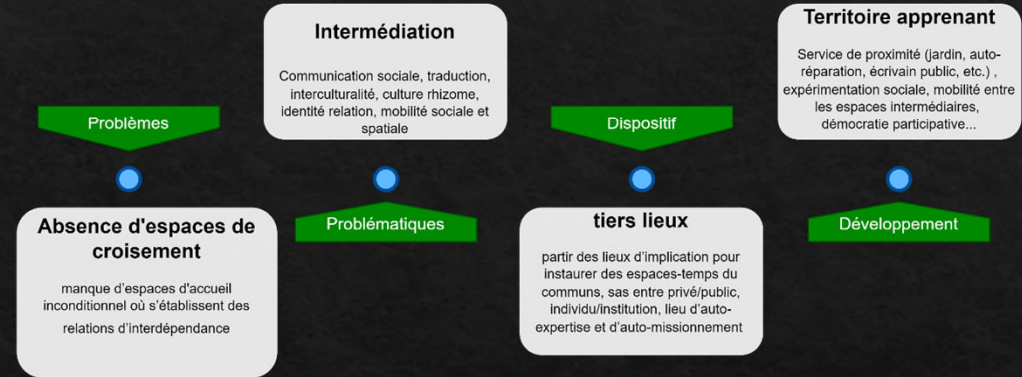 Problèmes
Absence d'espaces de
croisement
manque d'espaces d'accueil
inconditionnel où s'établissent des
relations d'interdépendance
Intermédiation
Communication sociale, traduction,
interculturalité, culture rhizome,
identité relation, mobilité sociale et
spatiale
Problématiques
Dispositif
tiers lieux
partir des lieux d'implication pour
instaurer des espaces-temps du
communs, sas entre privé/public,
individu/institution, lieu d'auto-
expertise et d'auto-missionnement
Territoire apprenant
Service de proximité (jardin, auto-
réparation, écrivain public, etc.) ,
expérimentation sociale, mobilité entre
les espaces intermédiaires,
démocratie participative...
Développement